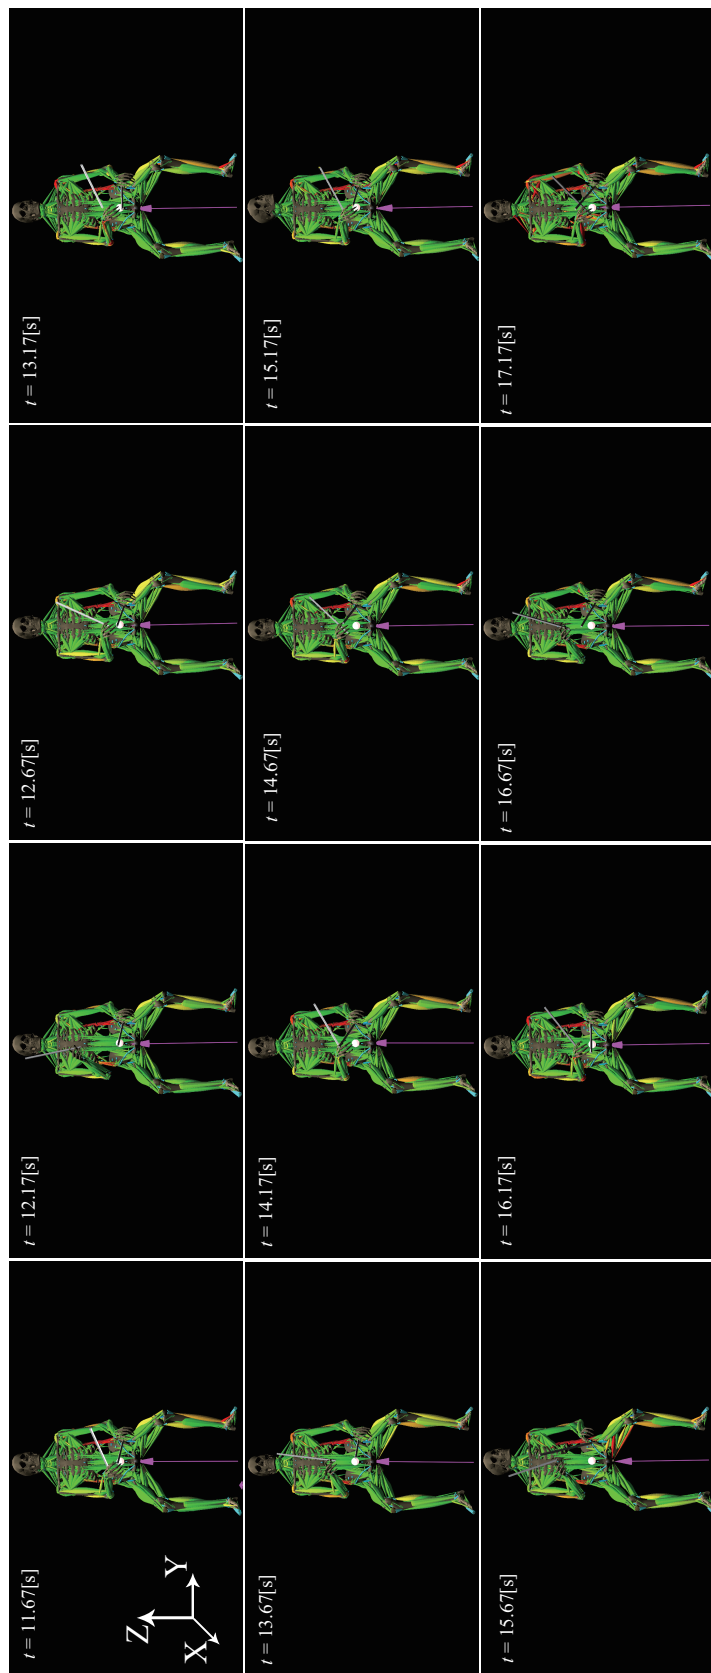 t = 11.67[s]
Z
Y
X
t = 12.17[s]
t = 12.67[s]
t = 13.17[s]
t = 13.67[s]
t = 14.17[s]
t = 14.67[s]
t = 15.17[s]
t = 15.67[s]
t = 16.17[s]
t = 16.67[s]
t = 17.17[s]